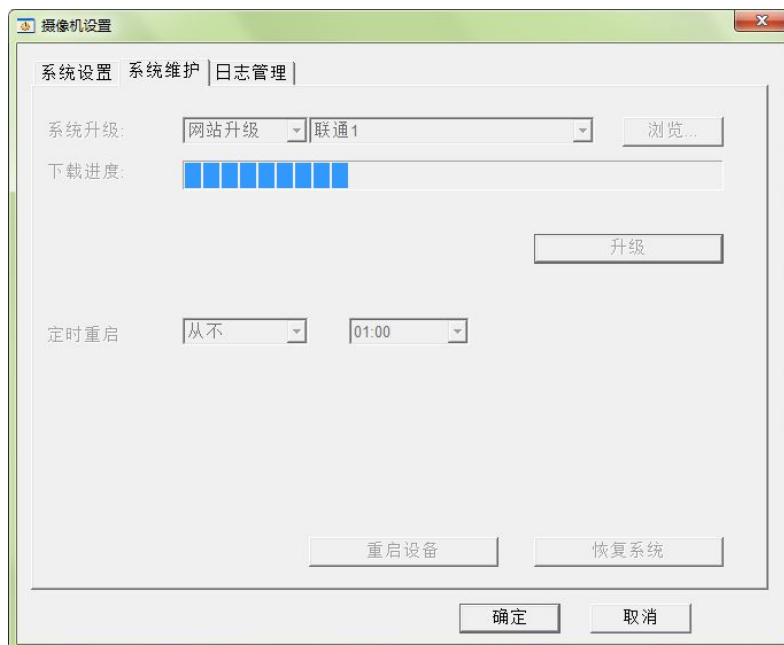 摄像机设置
系统设置 系统维护 日志管理
系统升级: 网站升级 联通1 浏览...
下载进度:
升级
定时重启 从不 01:00
重启设备 恢复系统
确定 取消